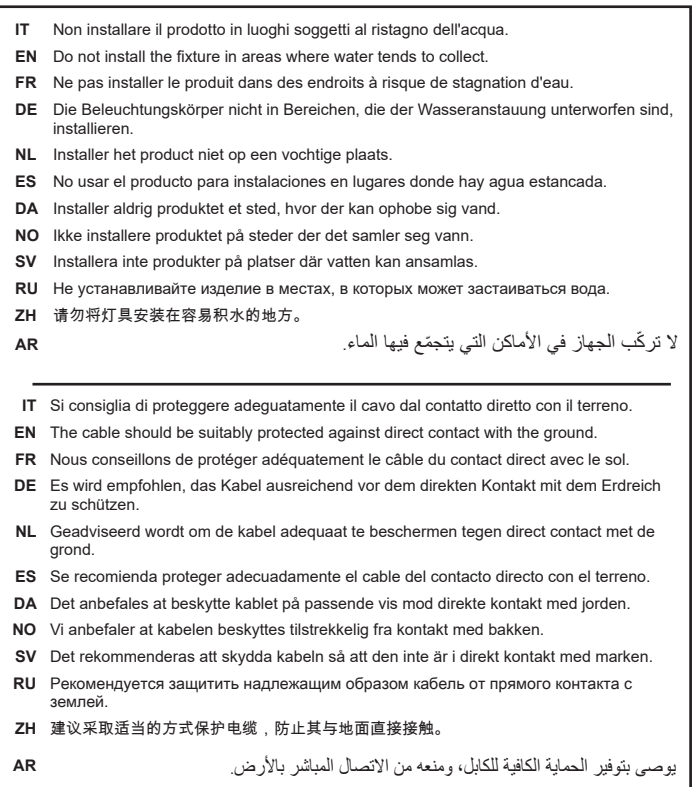 IT Non installare il prodotto in luoghi soggetti al ristagno dell'acqua.
EN Do not install the fixture in areas where water tends to collect.
FR Ne pas installer le produit dans des endroits à risque de stagnation d'eau.
DE Die Beleuchtungskörper nicht in Bereichen, die der Wasseranstauung unterworfen sind,
installieren.
NL Installer het product niet op een vochtige plaats.
ES No usar el producto para instalaciones en lugares donde hay agua estancada.
DA Installer aldrig produktet et sted, hvor der kan ophobe sig vand.
NO Ikke installere produktet på steder der det samler seg vann.
SV Installera inte produkter på platser där vatten kan ansamlas.
RU Не устанавливайте изделие в местах, в которых может застаиваться вода.
ZH 请勿将灯具安装在容易积水的地方。
AR لا تركّب الجهاز في الأماكن التي يتجمّع فيها الماء.
IT Si consiglia di proteggere adeguatamente il cavo dal contatto diretto con il terreno.
EN The cable should be suitably protected against direct contact with the ground.
FR Nous conseillons de protéger adéquatement le câble du contact direct avec le sol.
DE Es wird empfohlen, das Kabel ausreichend vor dem direkten Kontakt mit dem Erdreich
zu schützen.
NL Geadviseerd wordt om de kabel adequaat te beschermen tegen direct contact met de
grond.
ES Se recomienda proteger adecuadamente el cable del contacto directo con el terreno.
DA Det anbefales at beskytte kablet på passende vis mod direkte kontakt med jorden.
NO Vi anbefaler at kabelen beskyttes tilstrekkelig fra kontakt med bakken.
SV Det rekommenderas att skydda kabeln så att den inte är i direkt kontakt med marken.
RU Рекомендуется защитить надлежащим образом кабель от прямого контакта с
землей.
ZH 建议采取适当的方式保护电缆，防止其与地面直接接触。
AR يوصى بتوفير الحماية الكافية للكابل، ومنعه من الاتصال المباشر بالأرض.